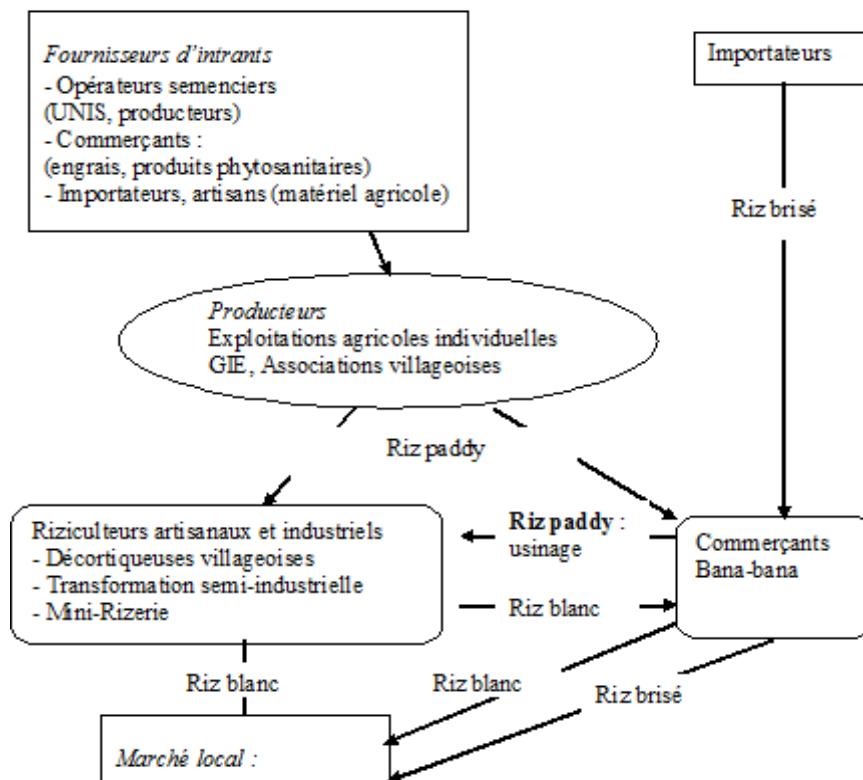 Fournisseurs d'intrants
- Opérateurs semenciers
(UNIS, producteurs)
- Commerçants :
(engrais, produits phytosanitaires)
- Importateurs, artisans (matériel agricole)
Importateurs
Riz brisé
Producteurs
Exploitations agricoles individuelles
GIE, Associations villageoises
Riz paddy
Riziculteurs artisanaux et industriels
- Décortiqueuses villageoises
- Transformation semi-industrielle
- Mini-Rizerie
Riz paddy :
usinage
Riz blanc
Commerçants
Bana-bana
Riz blanc
Riz blanc
Riz brisé
Marché local :